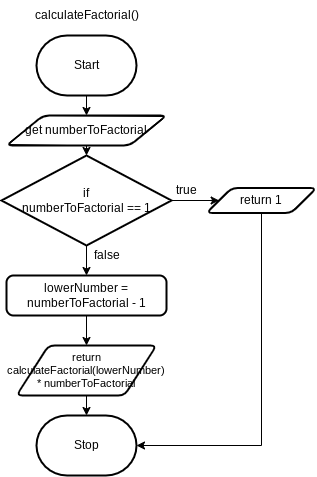 calculateFactorial()
Start
get numberToFactorial
if
numberToFactorial == 1
true
return 1
false
lowerNumber =
numberToFactorial - 1
return
calculateFactorial(lowerNumber)
* numberToFactorial
Stop